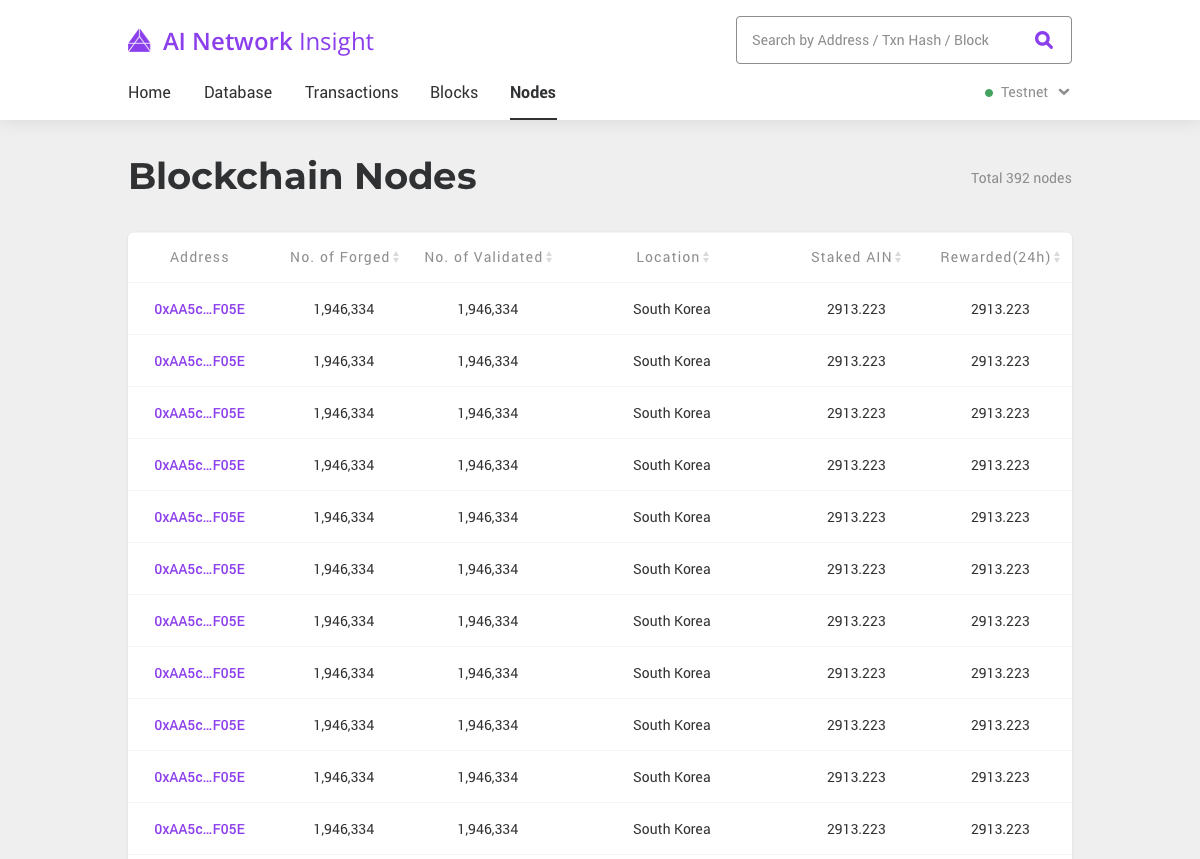 AI Network Insight
Search by Address / Txn Hash / Block
Home Database Transactions Blocks Nodes
Testnet
Blockchain Nodes
Total 392 nodes
Address No. of Forged No. of Validated Location Staked AIN Rewarded(24h)
0xAA5c...F05E 1,946,334 1,946,334 South Korea 2913.223 2913.223
0xAA5c...F05E 1,946,334 1,946,334 South Korea 2913.223 2913.223
0xAA5c...F05E 1,946,334 1,946,334 South Korea 2913.223 2913.223
0xAA5c...F05E 1,946,334 1,946,334 South Korea 2913.223 2913.223
0xAA5c...F05E 1,946,334 1,946,334 South Korea 2913.223 2913.223
0xAA5c...F05E 1,946,334 1,946,334 South Korea 2913.223 2913.223
0xAA5c...F05E 1,946,334 1,946,334 South Korea 2913.223 2913.223
0xAA5c...F05E 1,946,334 1,946,334 South Korea 2913.223 2913.223
0xAA5c...F05E 1,946,334 1,946,334 South Korea 2913.223 2913.223
0xAA5c...F05E 1,946,334 1,946,334 South Korea 2913.223 2913.223
0xAA5c...F05E 1,946,334 1,946,334 South Korea 2913.223 2913.223